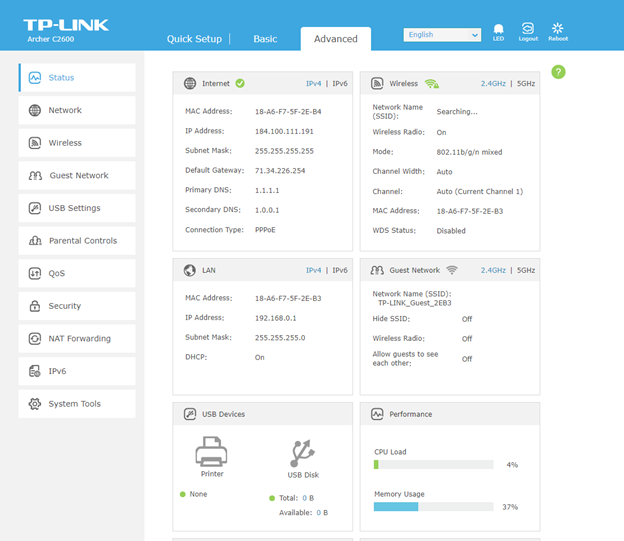 TP-LINK
Archer C2600
Quick Setup
Basic
Advanced
English
LED
Logout
Reboot
Status
Network
Wireless
Guest Network
USB Settings
Parental Controls
QoS
Security
NAT Forwarding
IPv6
System Tools
Internet IPv4 | IPv6
MAC Address: 18-A6-F7-5F-2E-B4
IP Address: 184.100.111.191
Subnet Mask: 255.255.255.255
Default Gateway: 71.34.226.254
Primary DNS: 1.1.1.1
Secondary DNS: 1.0.0.1
Connection Type: PPPoE
Wireless 2.4GHz | 5GHz
Network Name
(SSID): Searching...
Wireless Radio: On
Mode: 802.11b/g/n mixed
Channel Width: Auto
Channel: Auto (Current Channel 1)
MAC Address: 18-A6-F7-5F-2E-B3
WDS Status: Disabled
?
LAN IPv4 | IPv6
MAC Address: 18-A6-F7-5F-2E-B3
IP Address: 192.168.0.1
Subnet Mask: 255.255.255.0
DHCP: On
Guest Network 2.4GHz | 5GHz
Network Name (SSID):
TP-LINK_Guest_2EB3
Hide SSID: Off
Wireless Radio: Off
Allow guests to see
each other: Off
USB Devices
Printer
None
USB Disk
Total: 0 B
Available: 0 B
Performance
CPU Load
4%
Memory Usage
37%